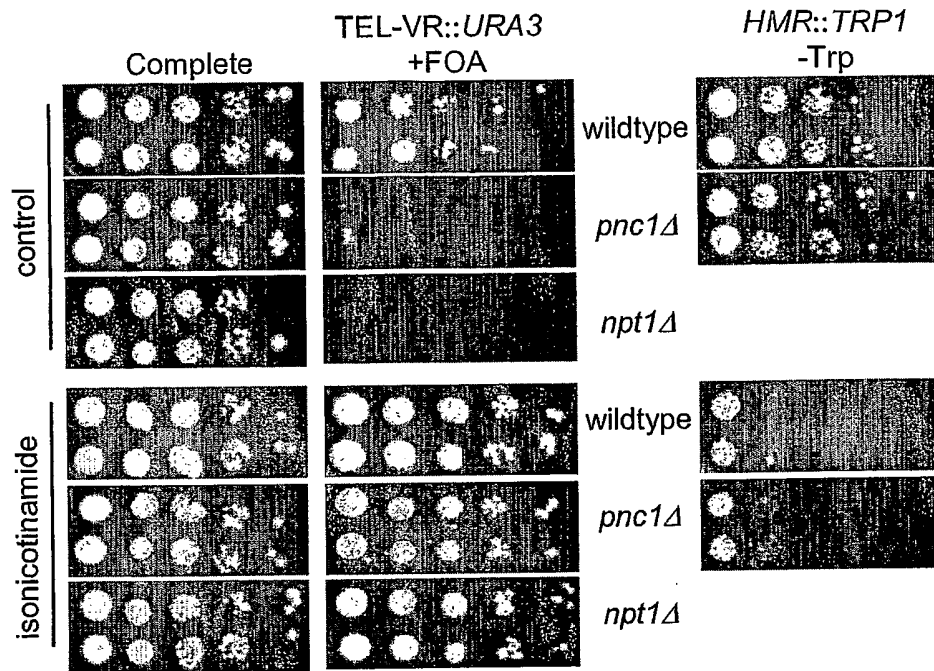 TEL-VR::URA3
HMR::TRP1
Complete
+FOA
-Trp
control
wildtype
pnc1Δ
npt1Δ
isonicotinamide
wildtype
pnc1Δ
npt1Δ